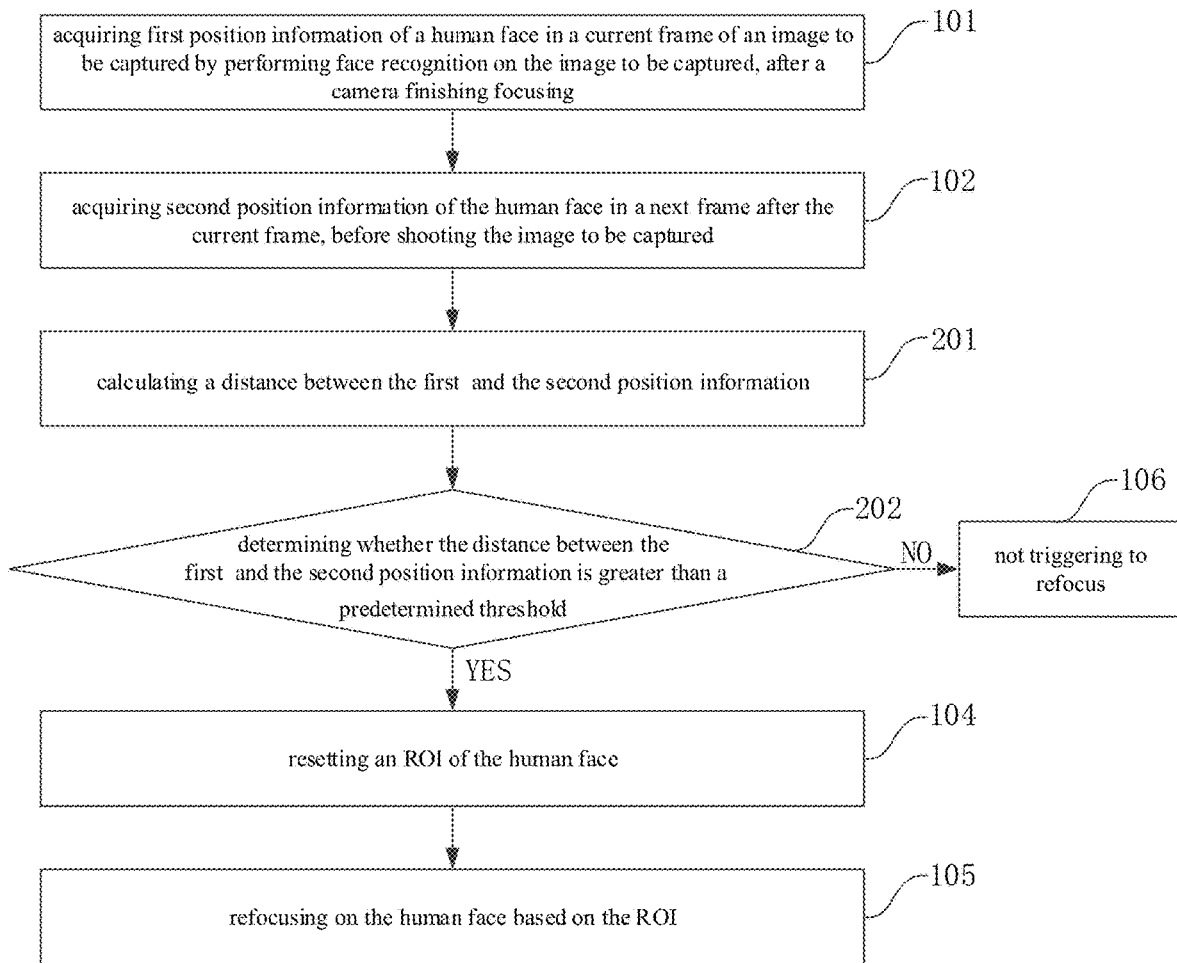 acquiring first position information of a human face in a current frame of an image to
be captured by performing face recognition on the image to be captured, after a
camera finishing focusing
101
acquiring second position information of the human face in a next frame after the
current frame, before shooting the image to be captured
102
calculating a distance between the first and the second position information
201
determining whether the distance between the
first and the second position information is greater than a
predetermined threshold
202
NO
not triggering to
refocus
106
YES
resetting an ROI of the human face
104
refocusing on the human face based on the ROI
105